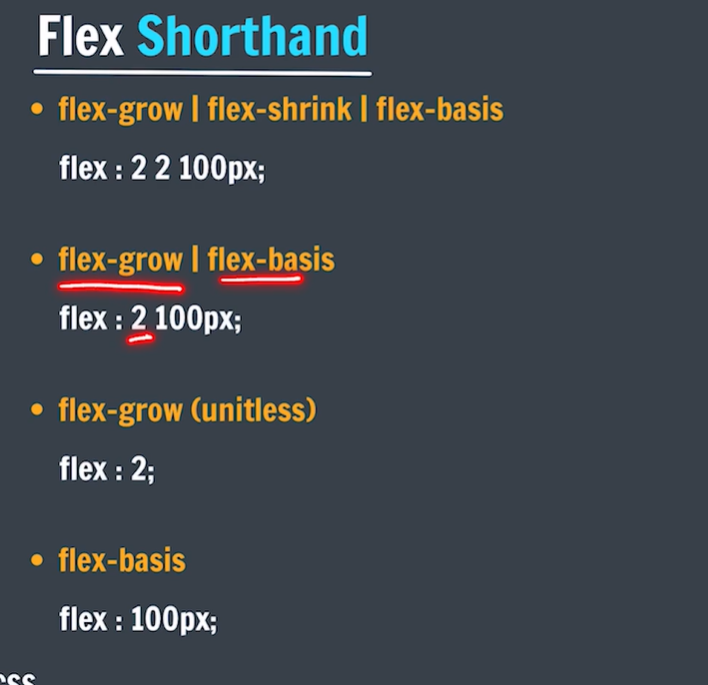 Flex Shorthand
• flex-grow | flex-shrink | flex-basis
flex : 2 2 100px;
• flex-grow | flex-basis
flex : 2 100px;
• flex-grow (unitless)
flex : 2;
• flex-basis
flex : 100px;